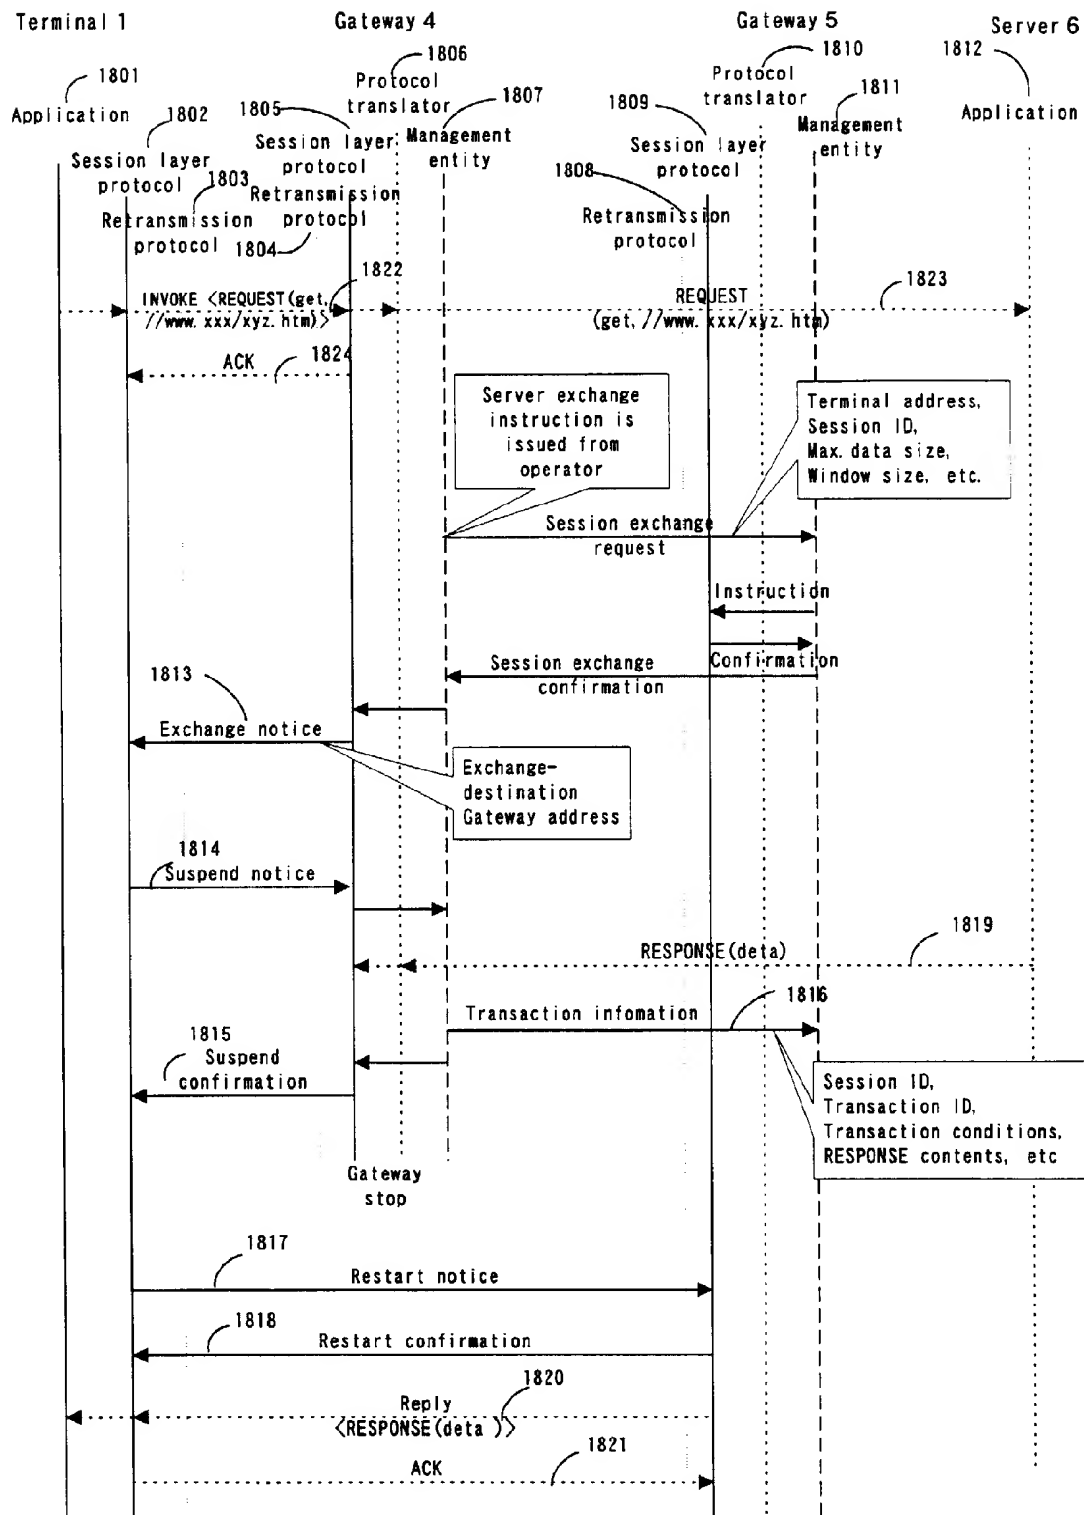 Terminal 1
Gateway 4
Gateway 5
Server 6
1801
Application
1802
Session layer
protocol
1803
Retransmission
protocol
1804
1805
Session layer
protocol
Retransmission
protocol
1806
Protocol
translator
1807
Management
entity
1808
Retransmission
protocol
1809
Session layer
protocol
1810
Protocol
translator
1811
Management
entity
1812
Application
1822
INVOKE <REQUEST(get,
//www.xxx/xyz.htm)>
1823
REQUEST
(get, //www.xxx/xyz.htm)
ACK
1824
Server exchange
instruction is
issued from
operator
Terminal address,
Session ID,
Max. data size,
Window size, etc.
Session exchange
request
Instruction
Confirmation
Session exchange
confirmation
1813
Exchange notice
Exchange-
destination
Gateway address
1814
Suspend notice
1819
RESPONSE(deta)
1816
Transaction infomation
1815
Suspend
confirmation
Session ID,
Transaction ID,
Transaction conditions,
RESPONSE contents, etc
Gateway
stop
1817
Restart notice
1818
Restart confirmation
1820
Reply
<RESPONSE(deta )>
1821
ACK